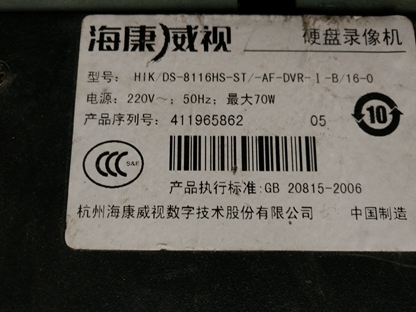 海康威视 硬盘录像机
型号: HIK/DS-8116HS-ST/-AF-DVR-Ⅰ-B/16-0
电源: 220V~; 50Hz; 最大70W
产品序列号: 411965862 05
10
CCC S&E
产品执行标准:GB 20815-2006
杭州海康威视数字技术股份有限公司 中国制造